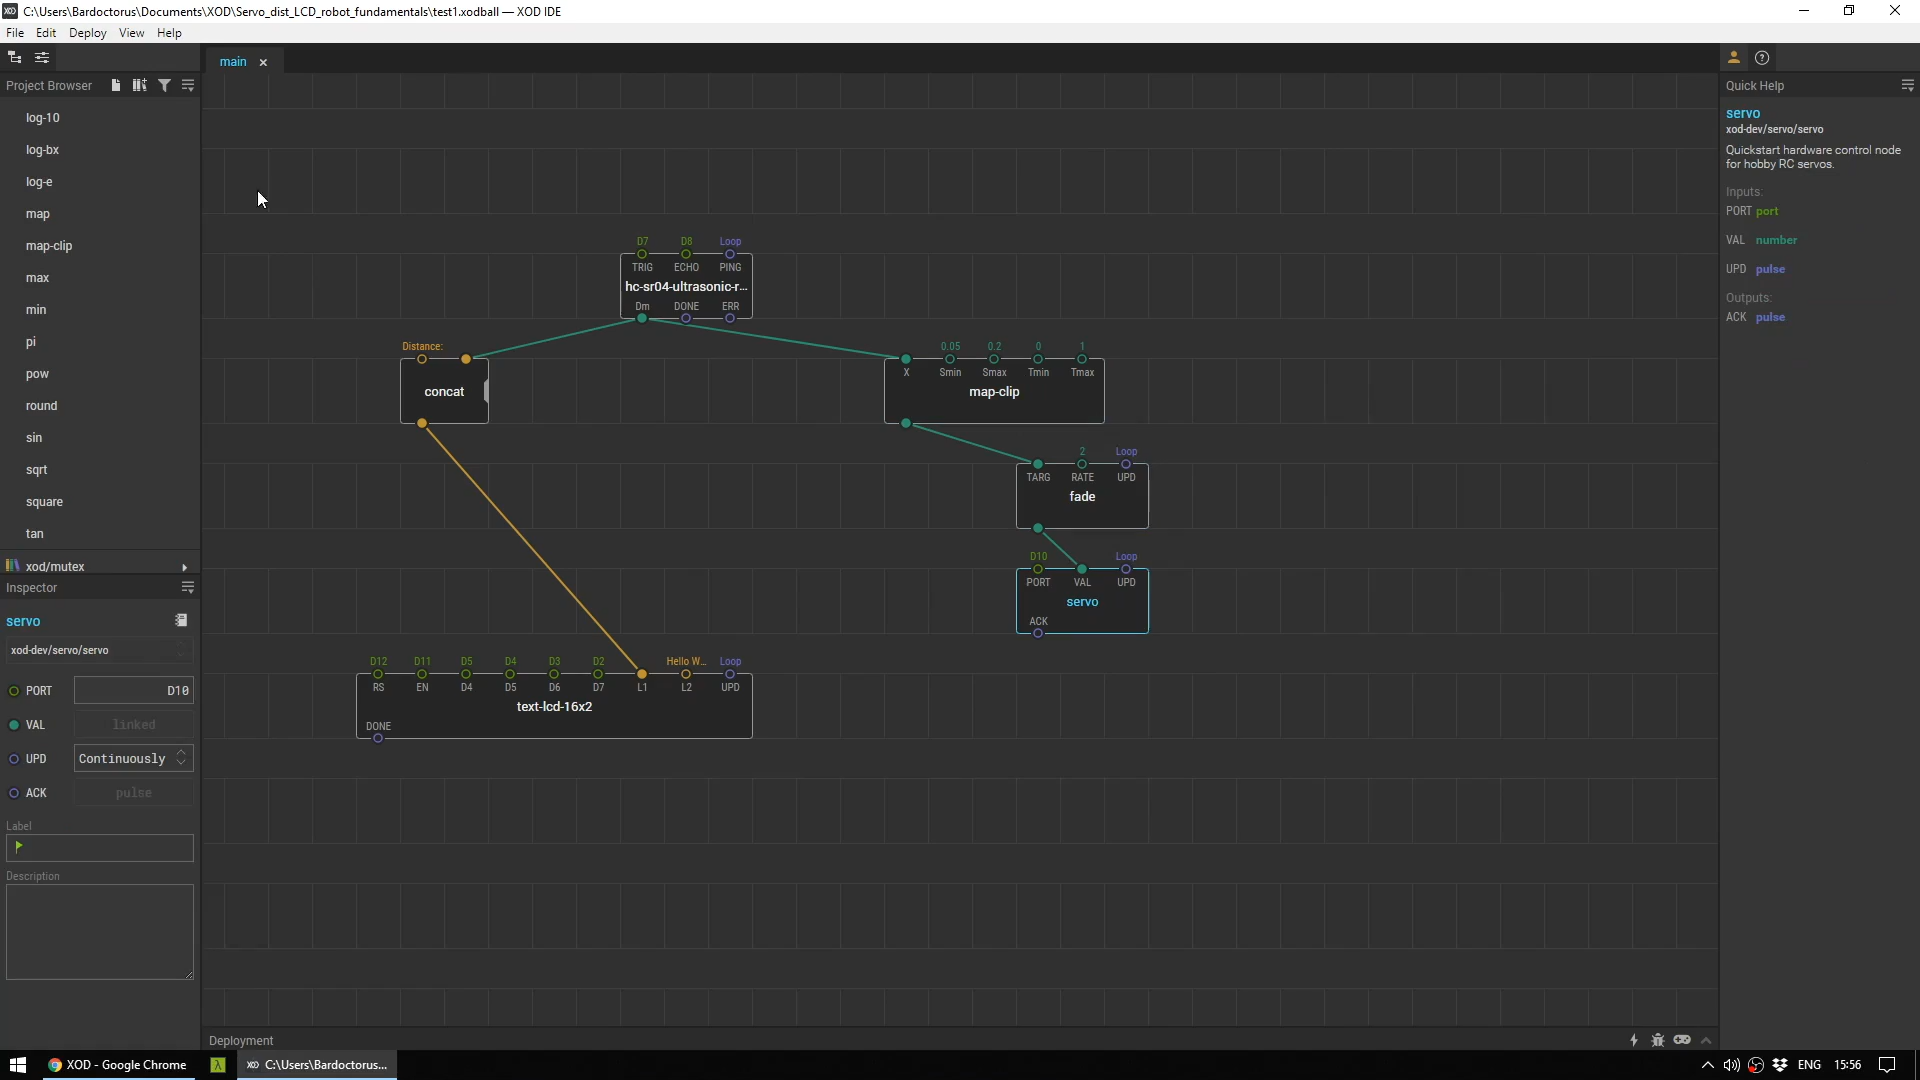 C:\Users\Bardoctorus\Documents\XOD\Servo_dist_LCD_robot_fundamentals\test1.xodball — XOD IDE
File Edit Deploy View Help
main
Project Browser
log-10
log-bx
log-e
map
map-clip
max
min
pi
pow
round
sin
sqrt
square
tan
xod/mutex
Inspector
servo
xod-dev/servo/servo
PORT D10
VAL linked
UPD Continuously
ACK pulse
Label
Description
D7 D8 Loop
TRIG ECHO PING
hc-sr04-ultrasonic-r...
Dm DONE ERR
Distance:
concat
0.05 0.2 0 1
X Smin Smax Tmin Tmax
map-clip
2 Loop
TARG RATE UPD
fade
D10 Loop
PORT VAL UPD
servo
ACK
D12 D11 D5 D4 D3 D2 Hello W... Loop
RS EN D4 D5 D6 D7 L1 L2 UPD
text-lcd-16x2
DONE
Deployment
Quick Help
servo
xod-dev/servo/servo
Quickstart hardware control node
for hobby RC servos.
Inputs:
PORT port
VAL number
UPD pulse
Outputs:
ACK pulse
XOD - Google Chrome
C:\Users\Bardoctorus...
ENG 15:56